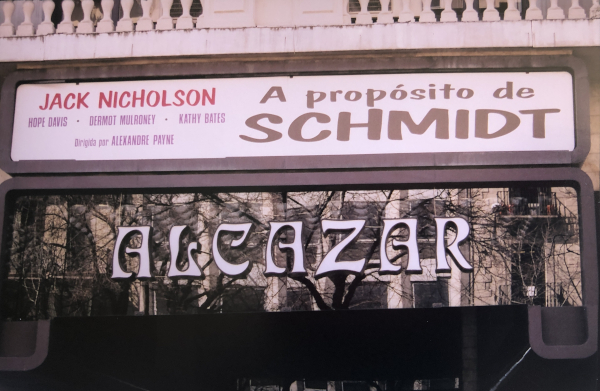 JACK NICHOLSON
HOPE DAVIS · DERMOT MULRONEY · KATHY BATES
Dirigida por ALEXANDRE PAYNE
A propósito de
SCHMIDT
ALCAZAR